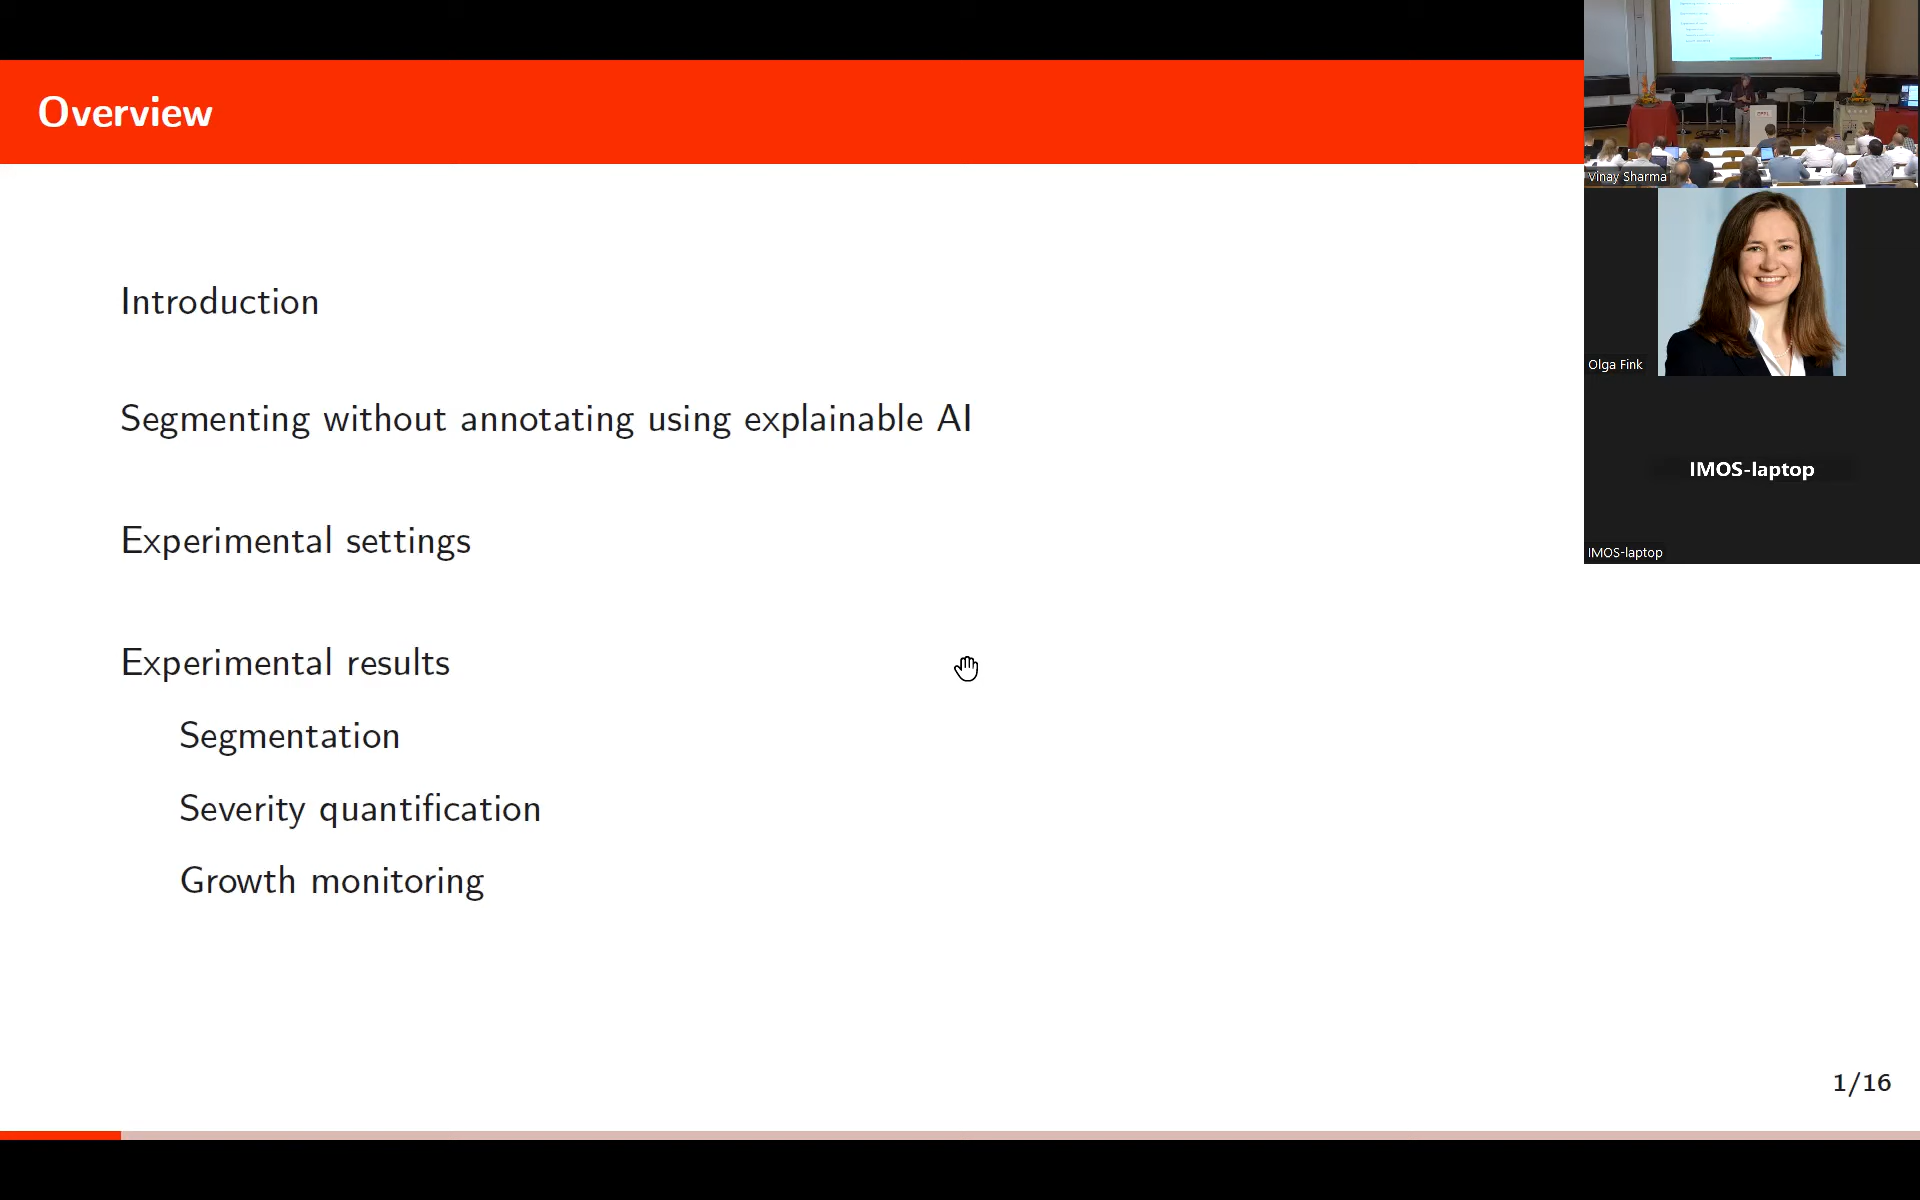 Overview
Introduction
Segmenting without annotating using explainable AI
Experimental settings
Experimental results
Segmentation
Severity quantification
Growth monitoring
1/16
Vinay Sharma
Olga Fink
IMOS-laptop
IMOS-laptop